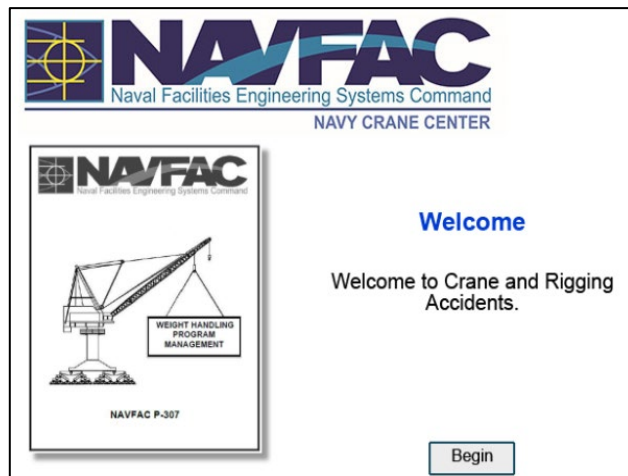 NAVFAC
Naval Facilities Engineering Systems Command
NAVY CRANE CENTER
NAVFAC
Naval Facilities Engineering Systems Command
WEIGHT HANDLING
PROGRAM
MANAGEMENT
NAVFAC P-307
Welcome
Welcome to Crane and Rigging
Accidents.
Begin